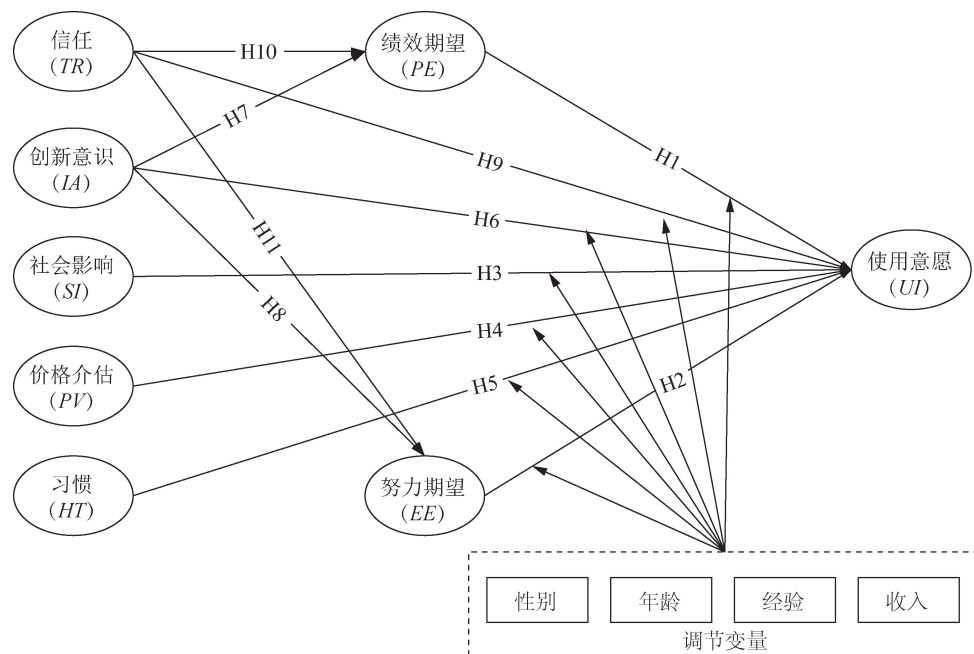 信任
(TR)
H10
绩效期望
(PE)
H7
H9
H1
创新意识
(IA)
H6
H11
社会影响
(SI)
H3
使用意愿
(UI)
H8
H4
价格介估
(PV)
H5
H2
习惯
(HT)
努力期望
(EE)
性别
年龄
经验
收入
调节变量